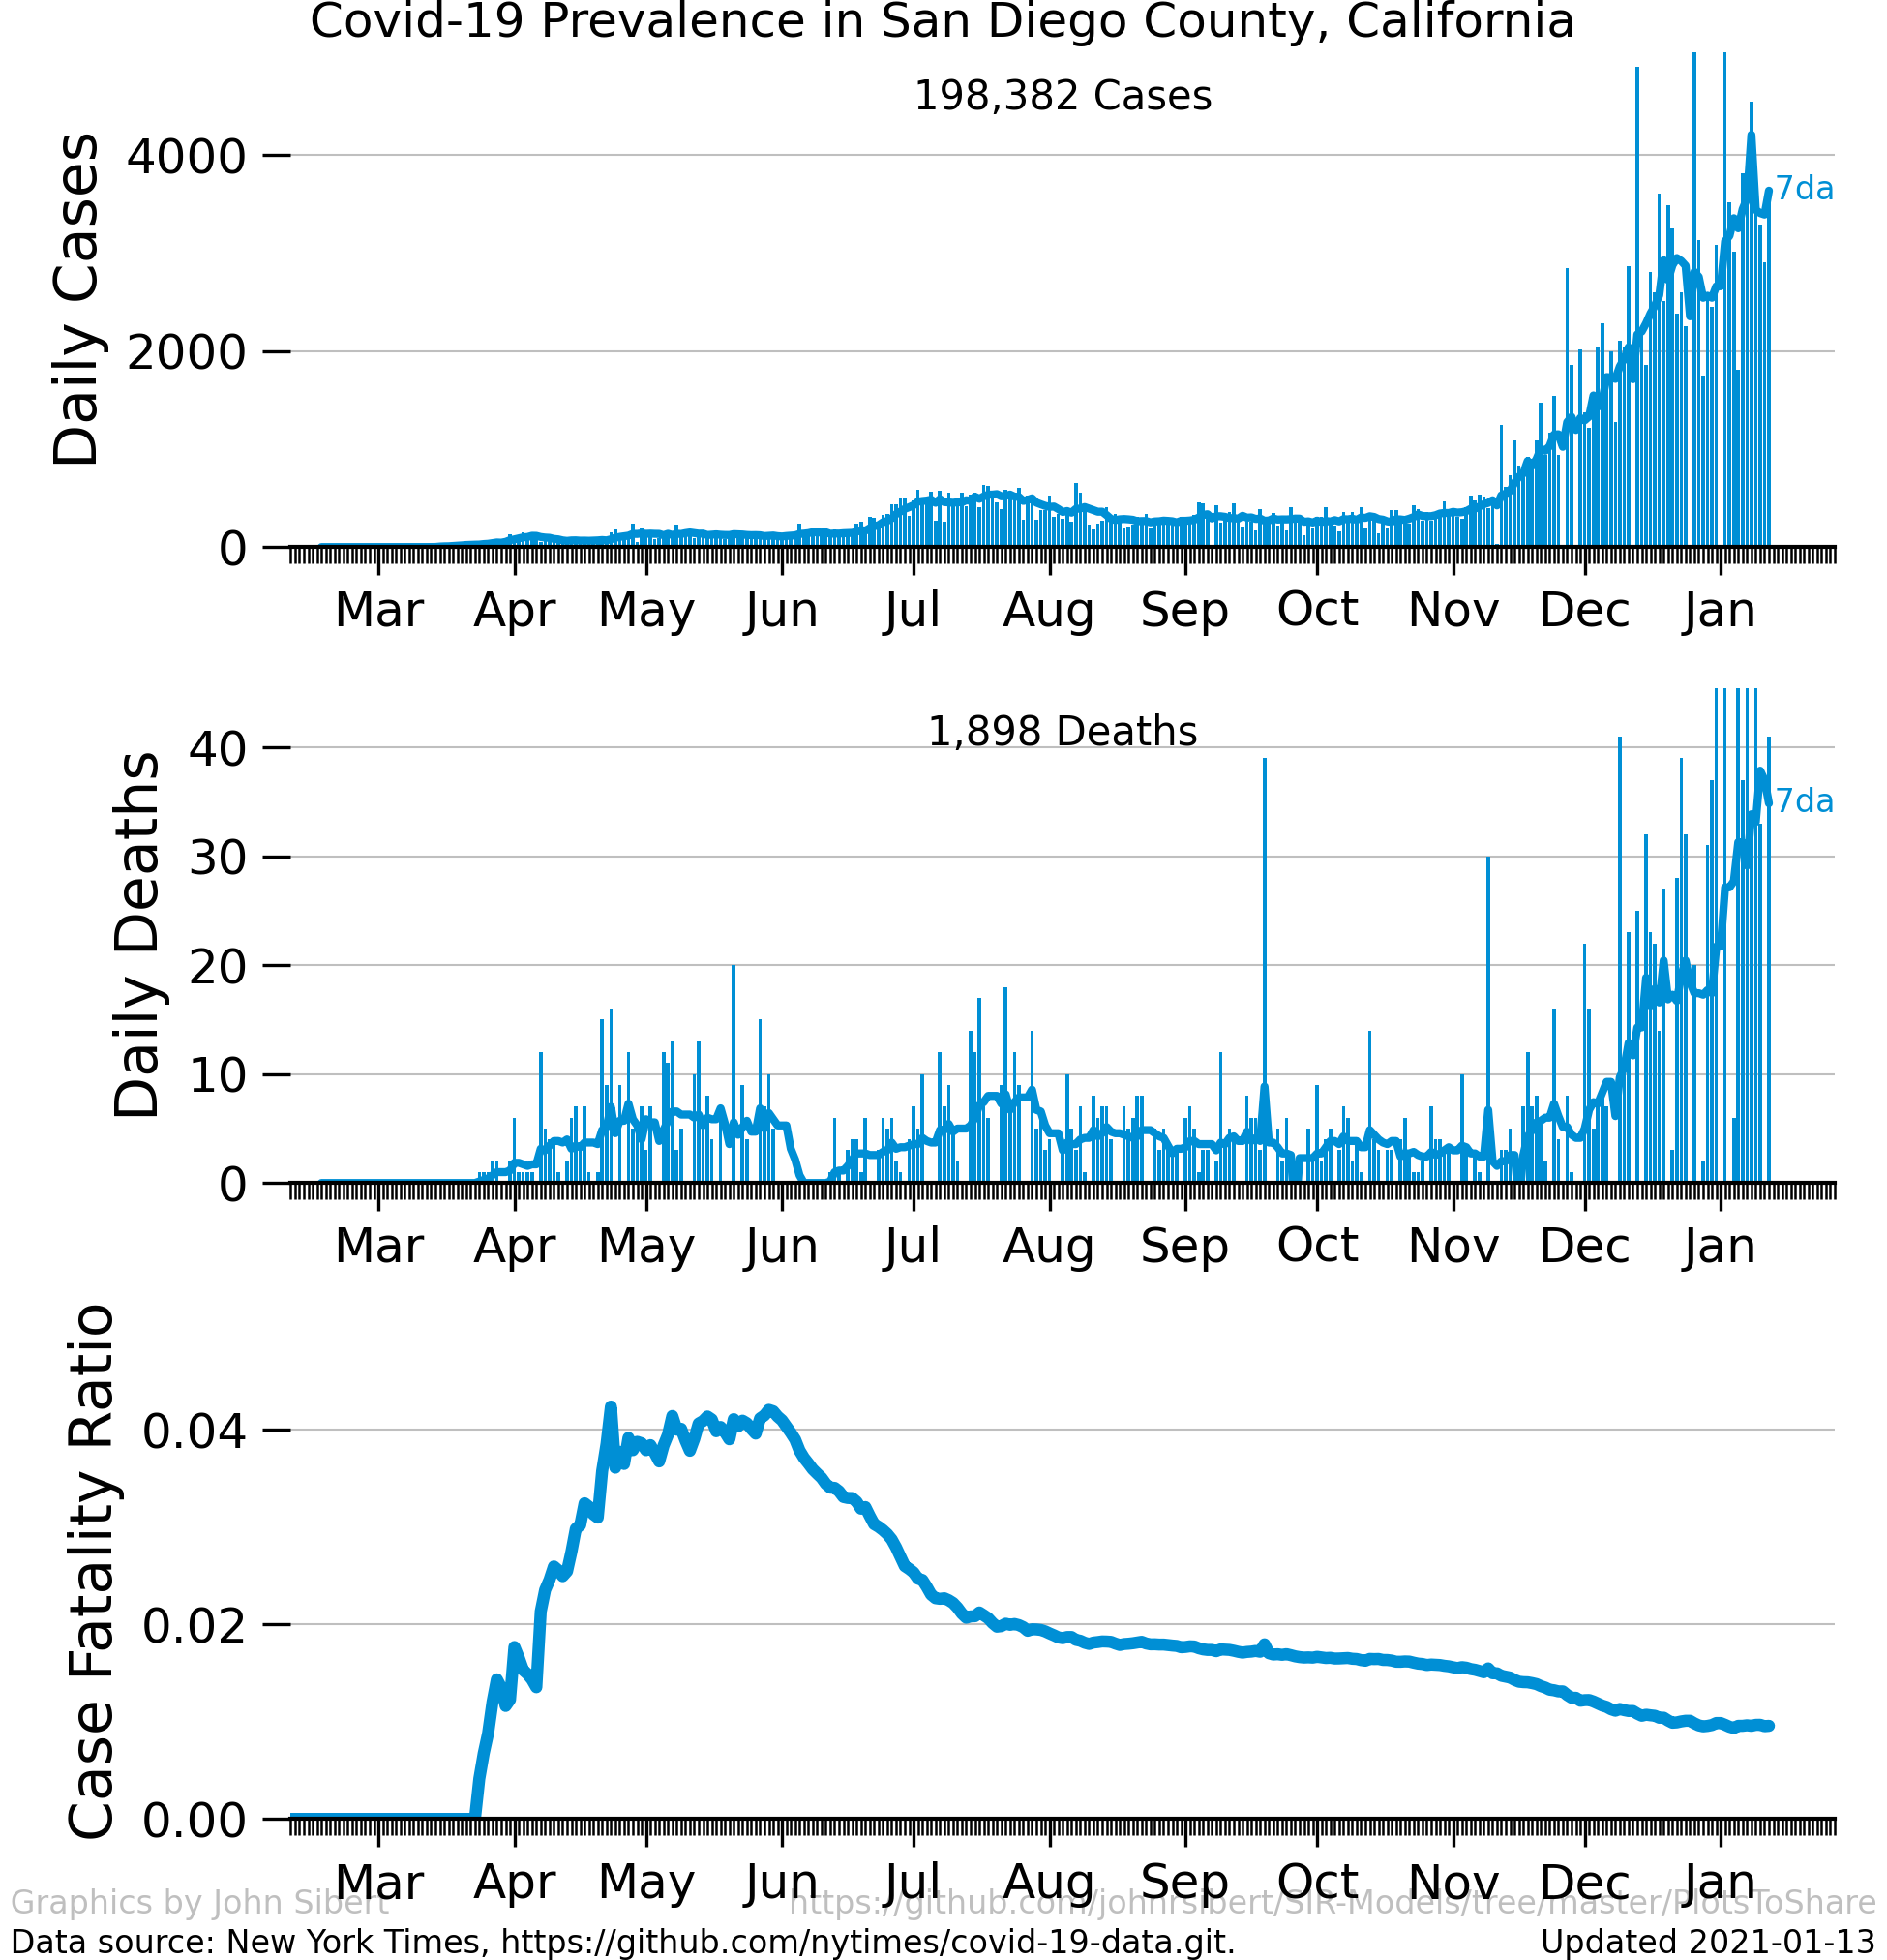 Covid-19 Prevalence in San Diego County, California
198,382 Cases
Daily Cases
4000
2000
0
7da
Mar Apr May Jun Jul Aug Sep Oct Nov Dec Jan
1,898 Deaths
Daily Deaths
40
30
20
10
0
7da
Mar Apr May Jun Jul Aug Sep Oct Nov Dec Jan
Case Fatality Ratio
0.04
0.02
0.00
Mar Apr May Jun Jul Aug Sep Oct Nov Dec Jan
Graphics by John Sibert https://github.com/johnrsibert/SIR-Models/tree/master/PlotsToShare
Data source: New York Times, https://github.com/nytimes/covid-19-data.git. Updated 2021-01-13